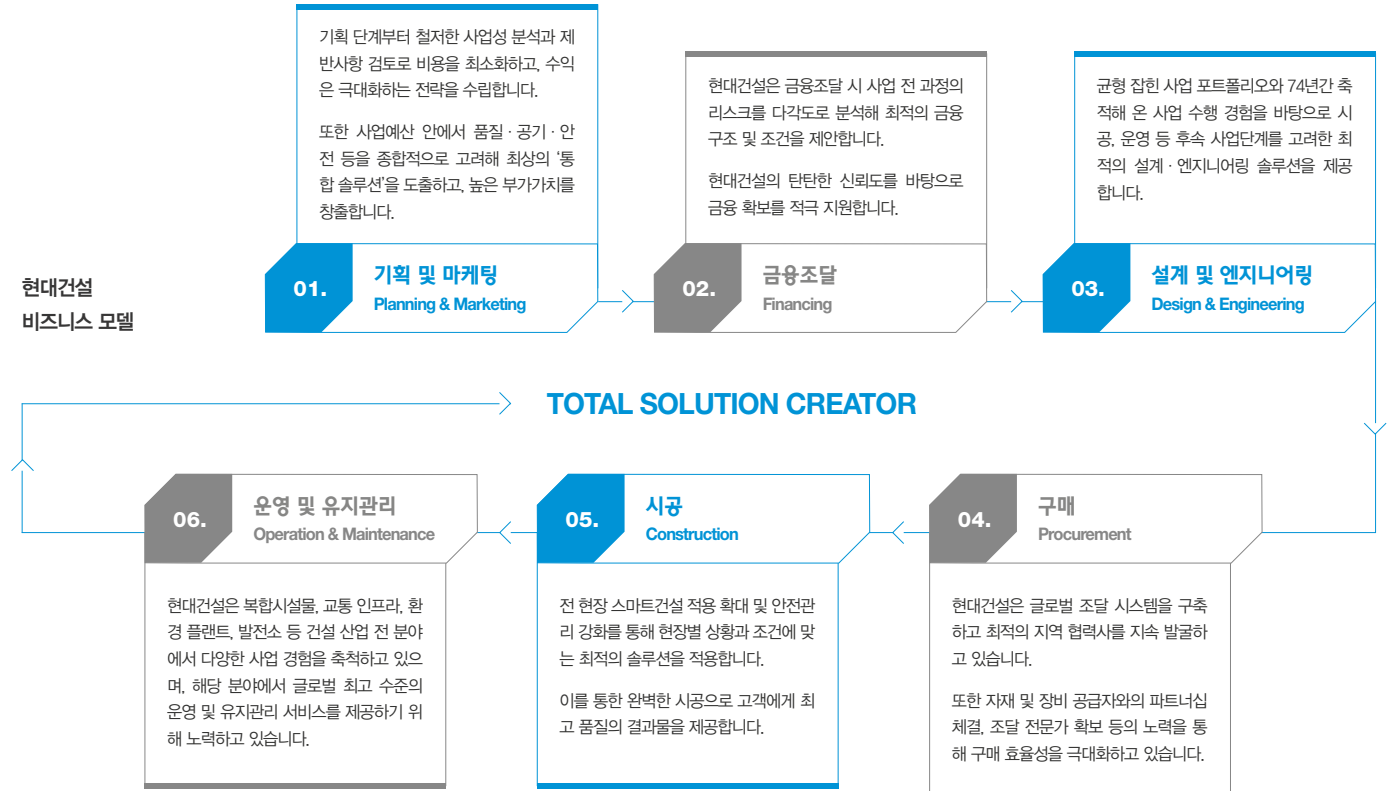 현대건설
비즈니스 모델
기획 단계부터 철저한 사업성 분석과 제
반사항 검토로 비용을 최소화하고, 수익
은 극대화하는 전략을 수립합니다.
또한 사업예산 안에서 품질 · 공기 · 안
전 등을 종합적으로 고려해 최상의 ‘통
합 솔루션’을 도출하고, 높은 부가가치를
창출합니다.
01.
기획 및 마케팅
Planning & Marketing
현대건설은 금융조달 시 사업 전 과정의
리스크를 다각도로 분석해 최적의 금융
구조 및 조건을 제안합니다.
현대건설의 탄탄한 신뢰도를 바탕으로
금융 확보를 적극 지원합니다.
02.
금융조달
Financing
균형 잡힌 사업 포트폴리오와 74년간 축
적해 온 사업 수행 경험을 바탕으로 시
공, 운영 등 후속 사업단계를 고려한 최
적의 설계 · 엔지니어링 솔루션을 제공
합니다.
03.
설계 및 엔지니어링
Design & Engineering
TOTAL SOLUTION CREATOR
04.
구매
Procurement
현대건설은 글로벌 조달 시스템을 구축
하고 최적의 지역 협력사를 지속 발굴하
고 있습니다.
또한 자재 및 장비 공급자와의 파트너십
체결, 조달 전문가 확보 등의 노력을 통
해 구매 효율성을 극대화하고 있습니다.
05.
시공
Construction
전 현장 스마트건설 적용 확대 및 안전관
리 강화를 통해 현장별 상황과 조건에 맞
는 최적의 솔루션을 적용합니다.
이를 통한 완벽한 시공으로 고객에게 최
고 품질의 결과물을 제공합니다.
06.
운영 및 유지관리
Operation & Maintenance
현대건설은 복합시설물, 교통 인프라, 환
경 플랜트, 발전소 등 건설 산업 전 분야
에서 다양한 사업 경험을 축척하고 있으
며, 해당 분야에서 글로벌 최고 수준의
운영 및 유지관리 서비스를 제공하기 위
해 노력하고 있습니다.